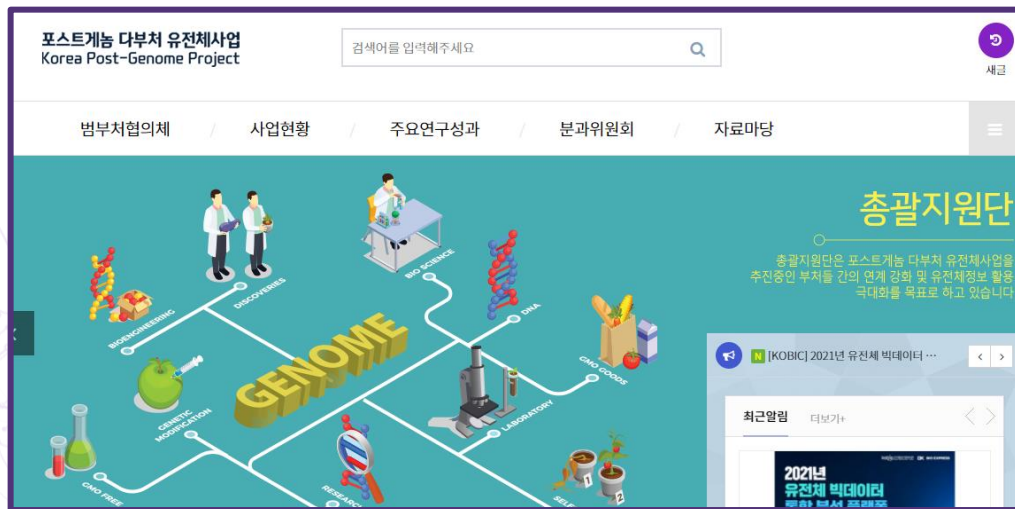 포스트게놈 다부처 유전체사업
Korea Post-Genome Project
검색어를 입력해주세요
새글
범부처협의체 / 사업현황 / 주요연구성과 / 분과위원회 / 자료마당
총괄지원단
총괄지원단은 포스트게놈 다부처 유전체사업을
추진중인 부처들 간의 연계 강화 및 유전체정보 활용
극대화를 목표로 하고 있습니다
BIO SCIENCE
DISCOVERIES
DNA
BIOENGINEERING
GENOME
GMO GOODS
GENETIC
MODIFICATION
LABORATORY
GMO FREE
1
2
N [KOBIC] 2021년 유전체 빅데이터 …
최근알림 더보기+
2021년
유전체 빅데이터